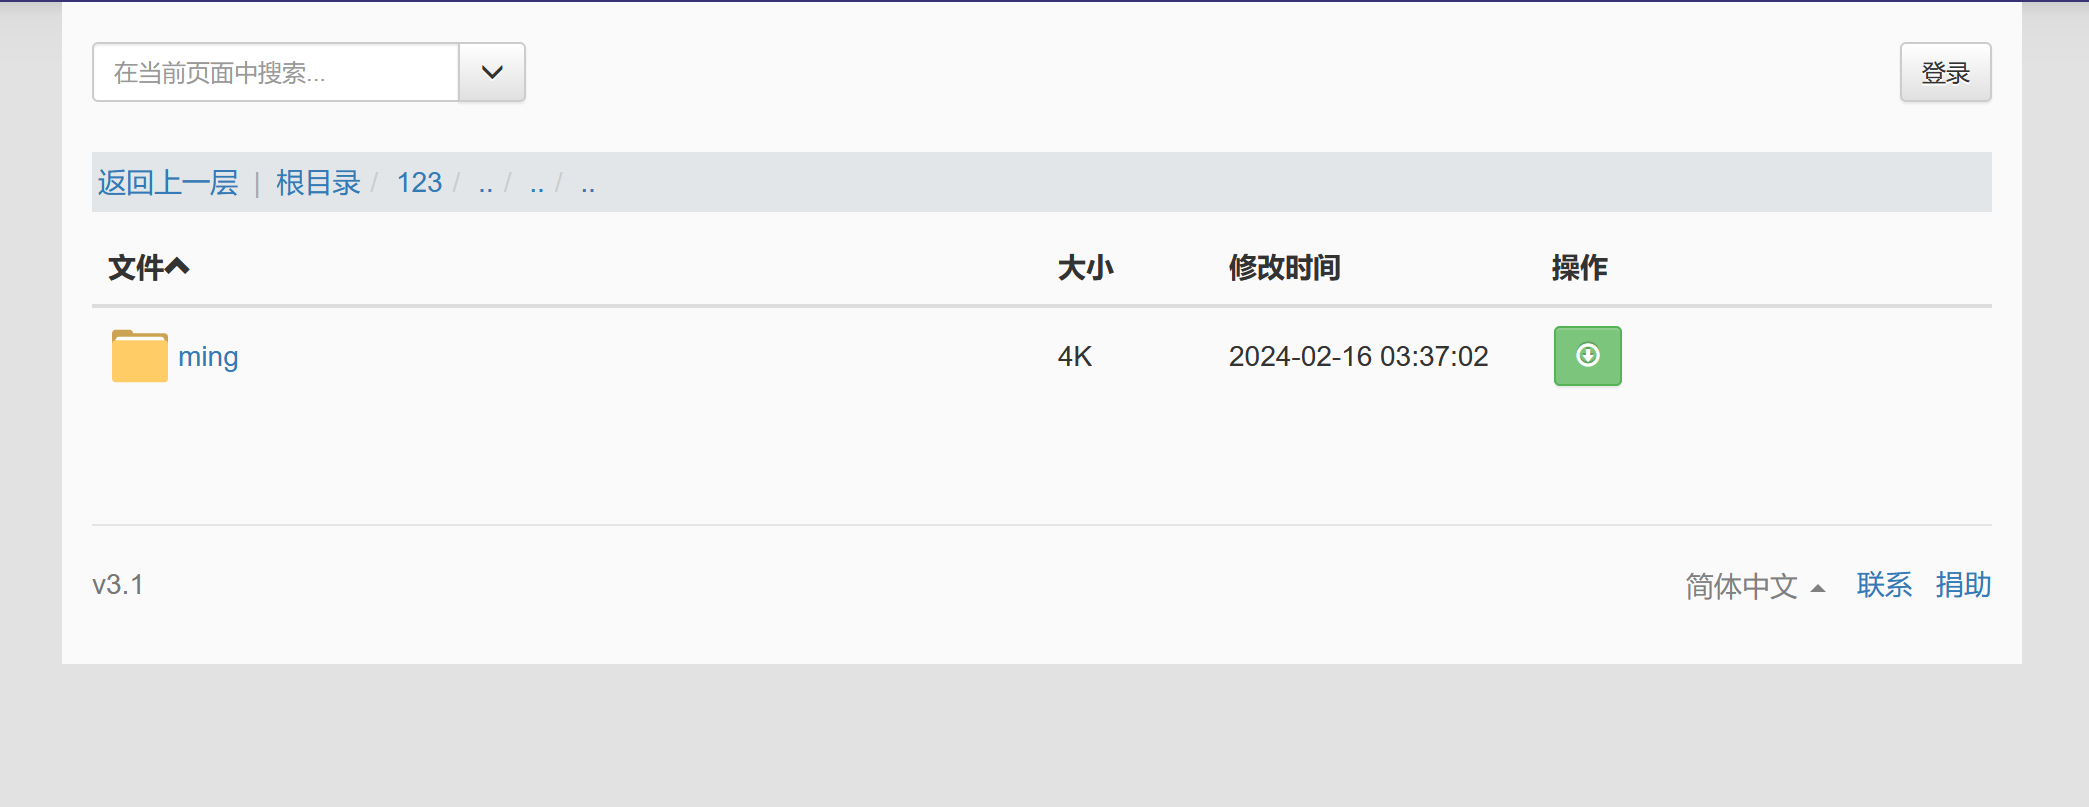 在当前页面中搜索... 登录
返回上一层 | 根目录 / 123 / .. / .. / ..
文件 大小 修改时间 操作
ming 4K 2024-02-16 03:37:02
v3.1 简体中文 联系 捐助